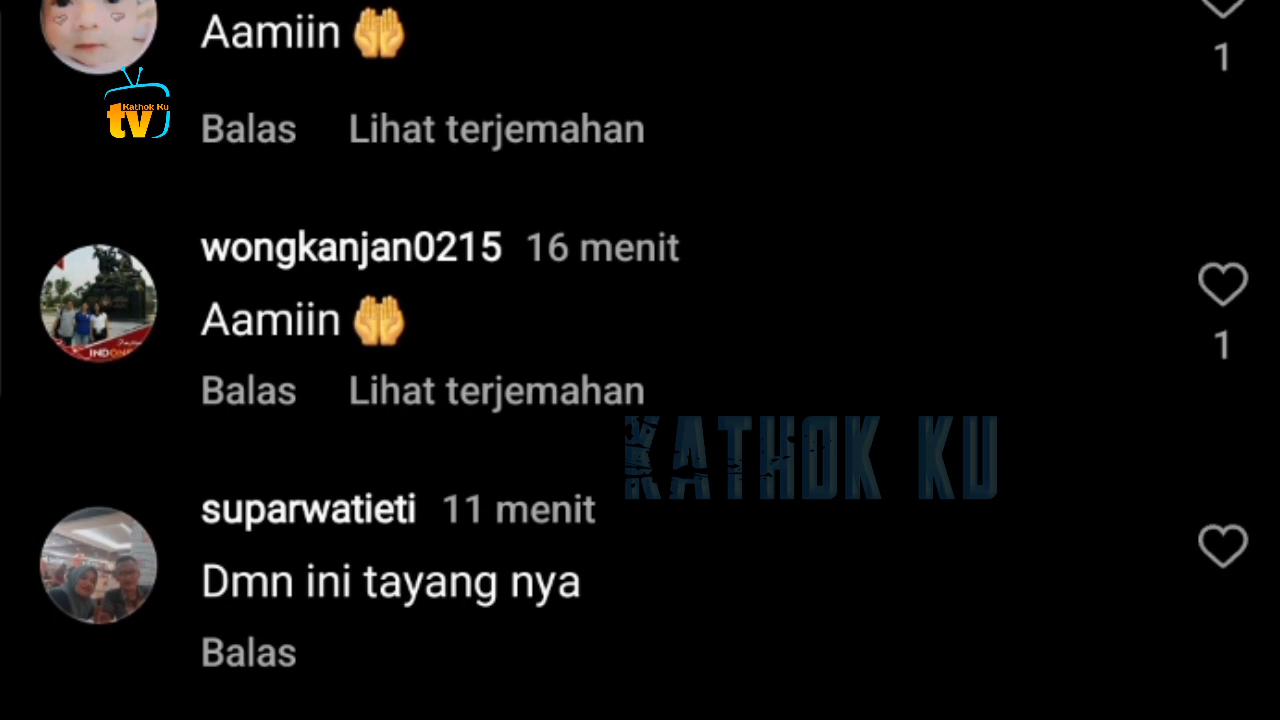 Aamiin 🤲
1
Kathok Ku
tv
Balas Lihat terjemahan
wongkanjan0215 16 menit
Aamiin 🤲
1
Balas Lihat terjemahan
KATHOK KU
suparwatieti 11 menit
Dmn ini tayang nya
Balas